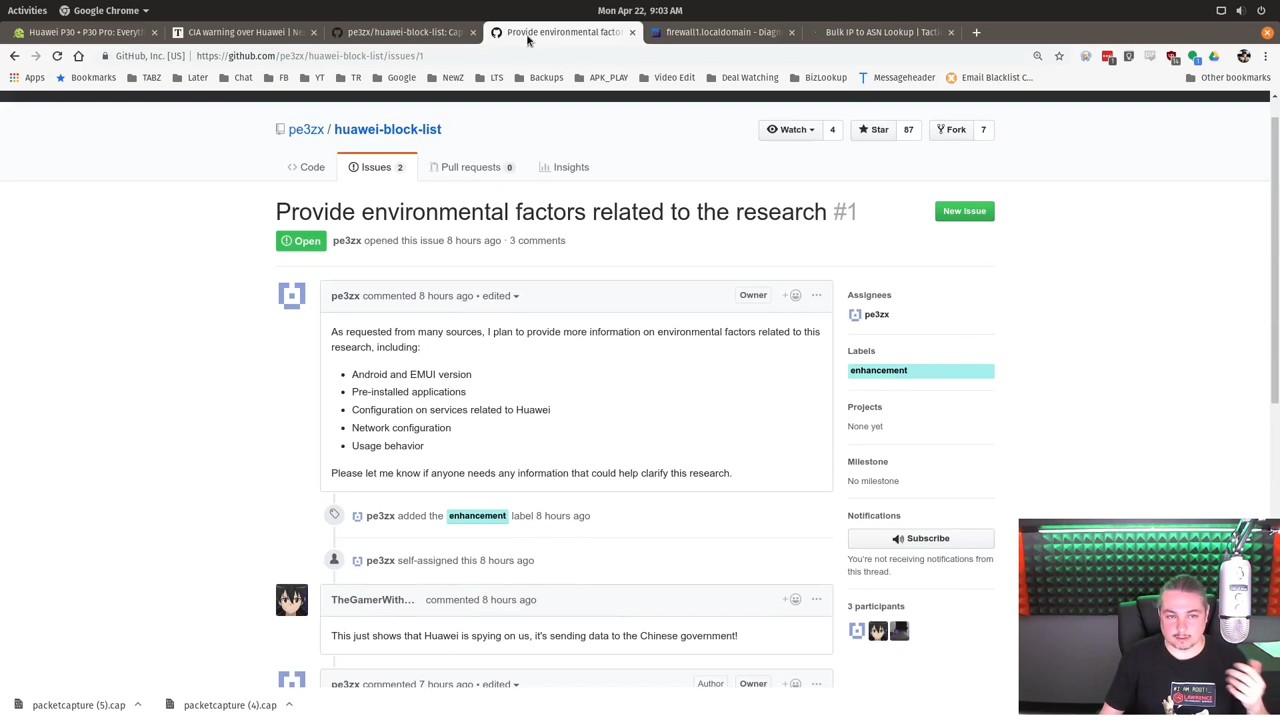 Activities
Google Chrome
Mon Apr 22, 9:03 AM
Huawei P30 + P30 Pro: Everyth
CIA warning over Huawei | Ne
pe3zx/huawei-block-list: Cap
Provide environmental facto
firewall1.localdomain - Diagn
Bulk IP to ASN Lookup | Tacti
GitHub, Inc. [US]
https://github.com/pe3zx/huawei-block-list/issues/1
Apps
Bookmarks
TABZ
Later
Chat
FB
YT
TR
Google
NewZ
LTS
Backups
APK_PLAY
Video Edit
Deal Watching
BizLookup
Messageheader
Email Blacklist C...
Other bookmarks
pe3zx / huawei-block-list
Watch 4
Star 87
Fork 7
Code
Issues 2
Pull requests 0
Insights
Provide environmental factors related to the research #1
New Issue
Open
pe3zx opened this issue 8 hours ago · 3 comments
pe3zx commented 8 hours ago • edited
Owner
As requested from many sources, I plan to provide more information on environmental factors related to this
research, including:
• Android and EMUI version
• Pre-installed applications
• Configuration on services related to Huawei
• Network configuration
• Usage behavior
Please let me know if anyone needs any information that could help clarify this research.
pe3zx added the enhancement label 8 hours ago
pe3zx self-assigned this 8 hours ago
TheGamerWith... commented 8 hours ago
This just shows that Huawei is spying on us, it's sending data to the Chinese government!
pe3zx commented 7 hours ago • edited
Author
Owner
Assignees
pe3zx
Labels
enhancement
Projects
None yet
Milestone
No milestone
Notifications
Subscribe
You're not receiving notifications from
this thread.
3 participants
#I AM ROOT!
LAWRENCE
packetcapture (5).cap
packetcapture (4).cap